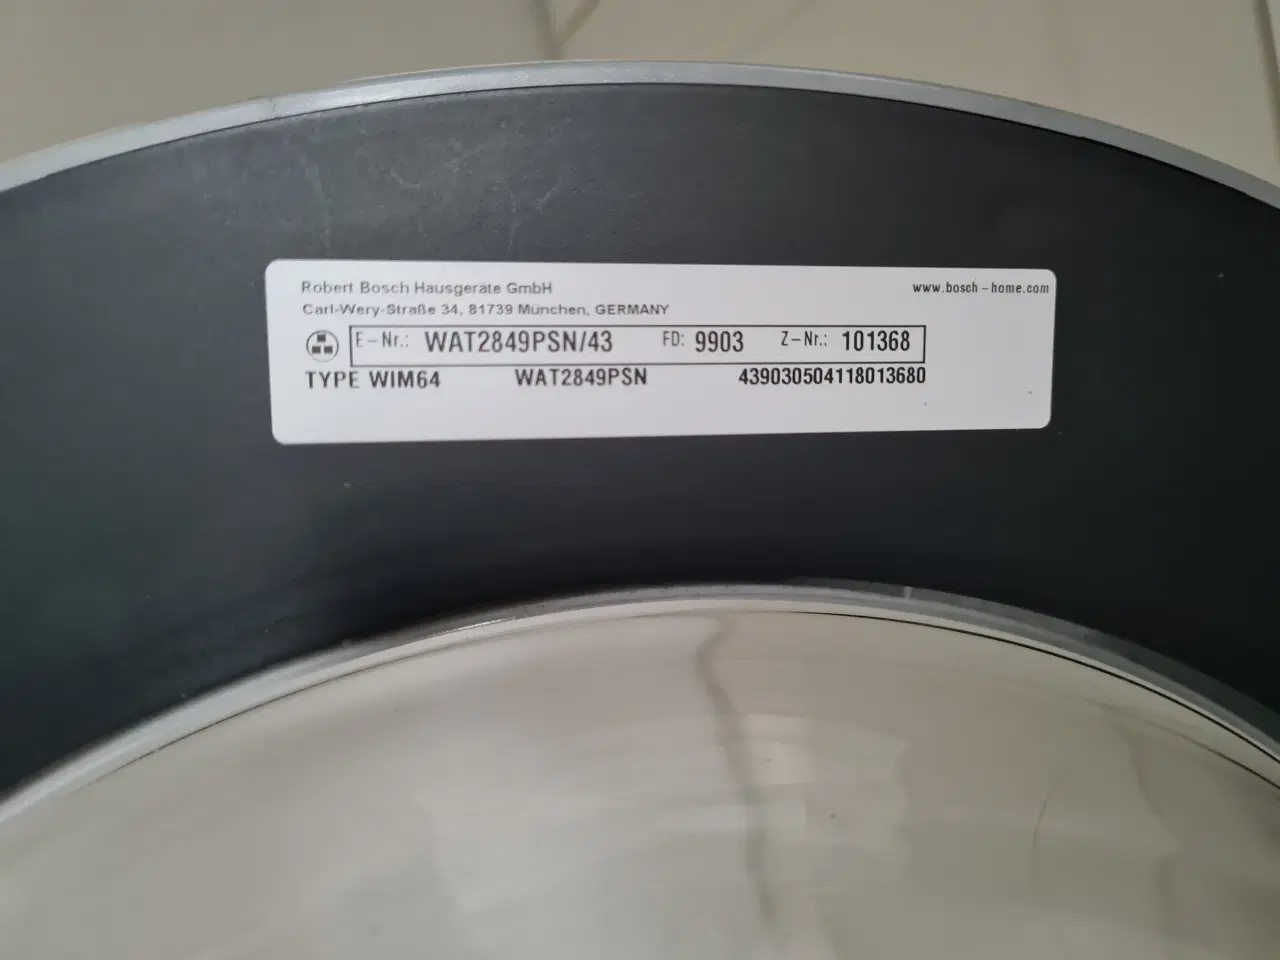 Robert Bosch Hausgeräte GmbH
www.bosch-home.com
Carl-Wery-Straße 34, 81739 München, GERMANY
E-Nr.: WAT2849PSN/43 FD: 9903 Z-Nr.: 101368
TYPE WIM64 WAT2849PSN 439030504118013680